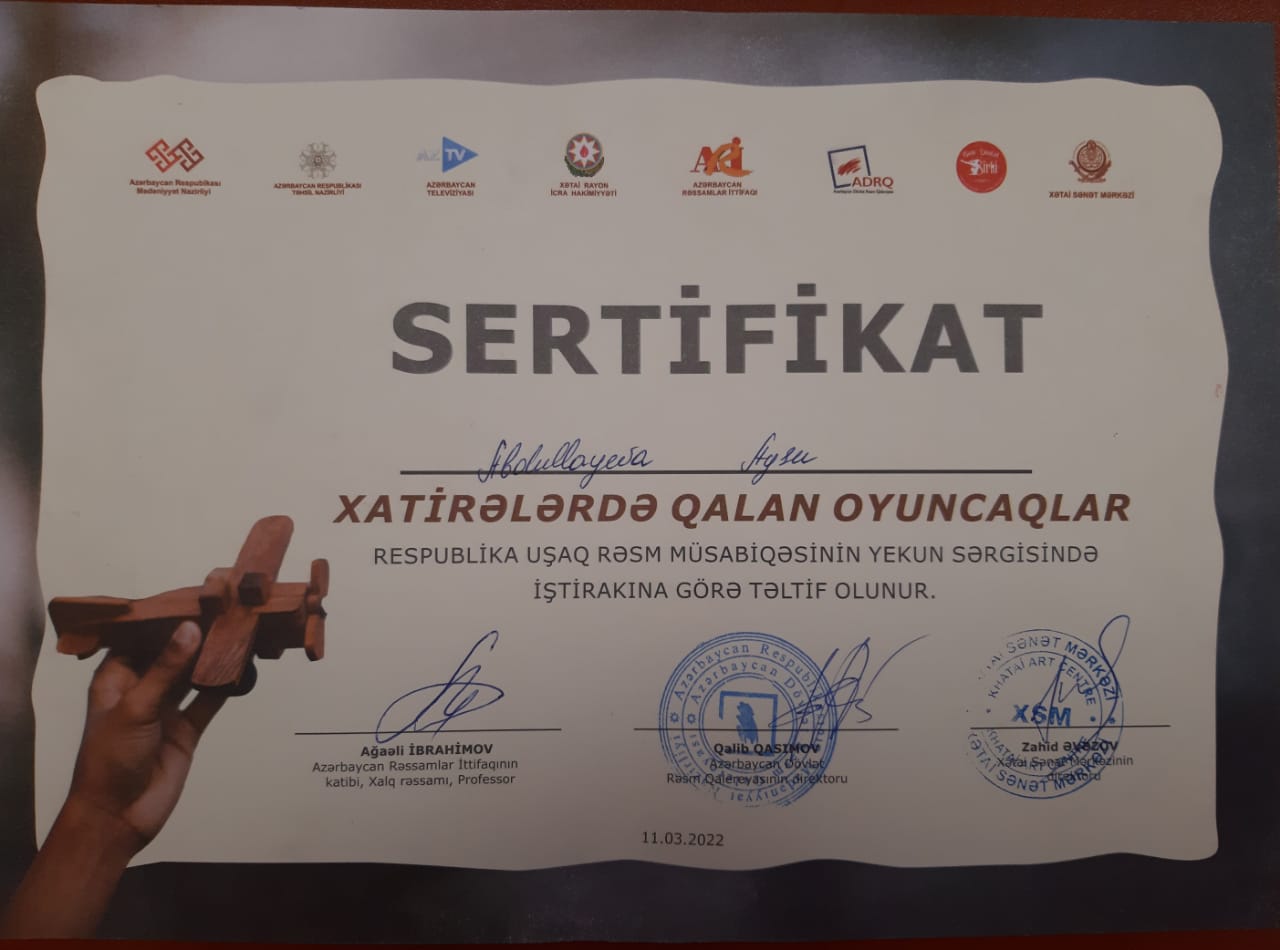 Azərbaycan Respublikası
Mədəniyyət Nazirliyi
AZƏRBAYCAN RESPUBLİKASI
TƏHSİL NAZİRLİYİ
AZTV
AZƏRBAYCAN
TELEVİZİYASI
XƏTAİ RAYON
İCRA HAKİMİYYƏTİ
ARİ
AZƏRBAYCAN
RƏSSAMLAR İTTİFAQI
ADRQ
XƏTAİ SƏNƏT MƏRKƏZİ
SERTİFİKAT
Abdullayeva Aysu
XATİRƏLƏRDƏ QALAN OYUNCAQLAR
RESPUBLİKA UŞAQ RƏSM MÜSABİQƏSİNİN YEKUN SƏRGİSİNDƏ
İŞTİRAKINA GÖRƏ TƏLTİF OLUNUR.
Ağaəli İBRAHİMOV
Azərbaycan Rəssamlar İttifaqının
katibi, Xalq rəssamı, Professor
Qalib QASIMOV
Azərbaycan Dövlət
Rəsm Qalereyasının direktoru
Zahid ƏVƏZOV
Xətai Sənət Mərkəzinin
direktoru
KHATAI ART CENTRE
XSM
11.03.2022